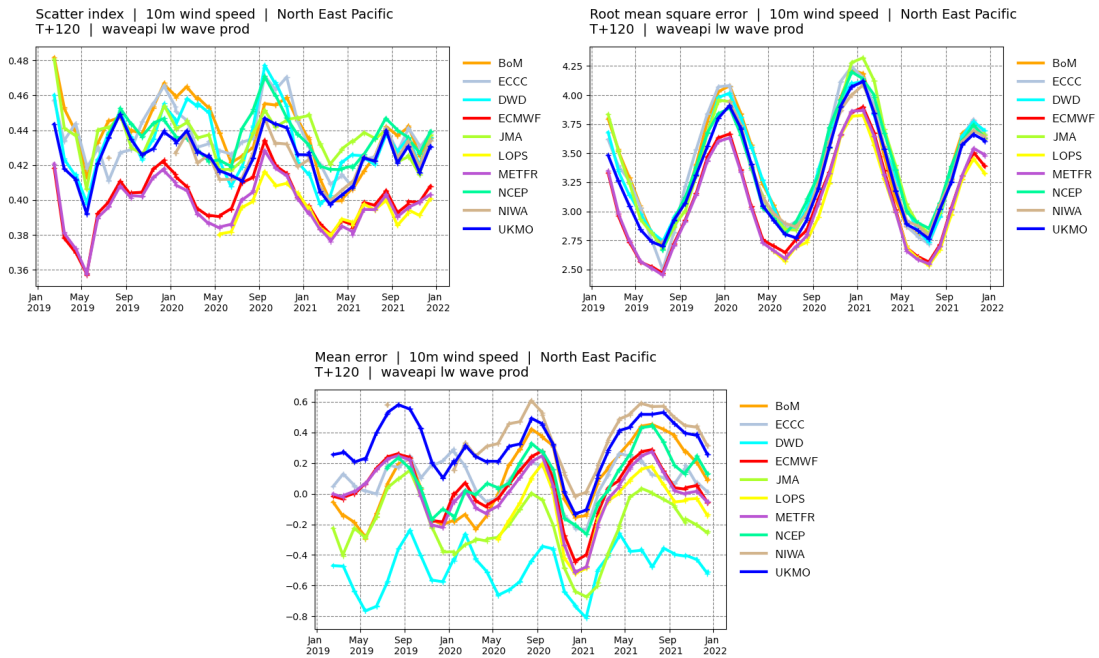 Scatter index | 10m wind speed | North East Pacific
T+120 | waveapi lw wave prod
0.48
0.46
0.44
0.42
0.40
0.38
0.36
Jan 2019
May 2019
Sep 2019
Jan 2020
May 2020
Sep 2020
Jan 2021
May 2021
Sep 2021
Jan 2022
BoM
ECCC
DWD
ECMWF
JMA
LOPS
METFR
NCEP
NIWA
UKMO
Root mean square error | 10m wind speed | North East Pacific
T+120 | waveapi lw wave prod
4.25
4.00
3.75
3.50
3.25
3.00
2.75
2.50
Jan 2019
May 2019
Sep 2019
Jan 2020
May 2020
Sep 2020
Jan 2021
May 2021
Sep 2021
Jan 2022
BoM
ECCC
DWD
ECMWF
JMA
LOPS
METFR
NCEP
NIWA
UKMO
Mean error | 10m wind speed | North East Pacific
T+120 | waveapi lw wave prod
0.6
0.4
0.2
0.0
−0.2
−0.4
−0.6
−0.8
Jan 2019
May 2019
Sep 2019
Jan 2020
May 2020
Sep 2020
Jan 2021
May 2021
Sep 2021
Jan 2022
BoM
ECCC
DWD
ECMWF
JMA
LOPS
METFR
NCEP
NIWA
UKMO